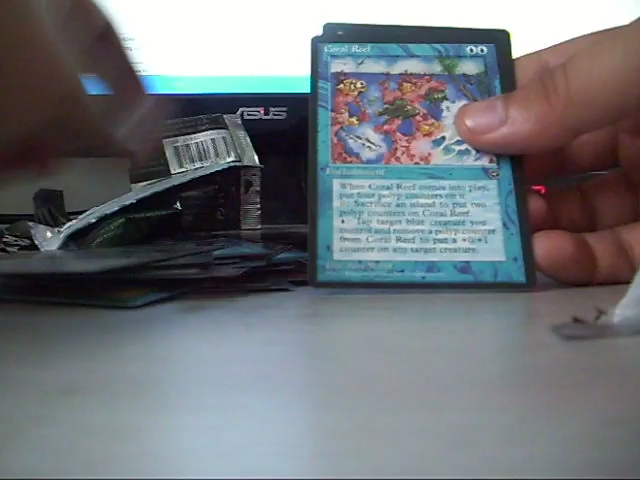 Coral Reef
ASUS
Enchantment
When Coral Reef comes into play,
put four polyp counters on it.
Sacrifice an island to put two
polyp counters on Coral Reef.
• Tap target blue creature you
control and remove a polyp counter
from Coral Reef to put a +0/+1
counter on any target creature.